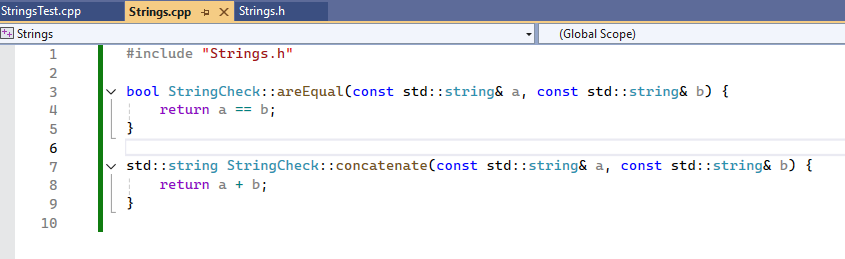 StringsTest.cpp Strings.cpp Strings.h
Strings (Global Scope)
1 #include "Strings.h"
2
3 bool StringCheck::areEqual(const std::string& a, const std::string& b) {
4     return a == b;
5 }
6
7 std::string StringCheck::concatenate(const std::string& a, const std::string& b) {
8     return a + b;
9 }
10